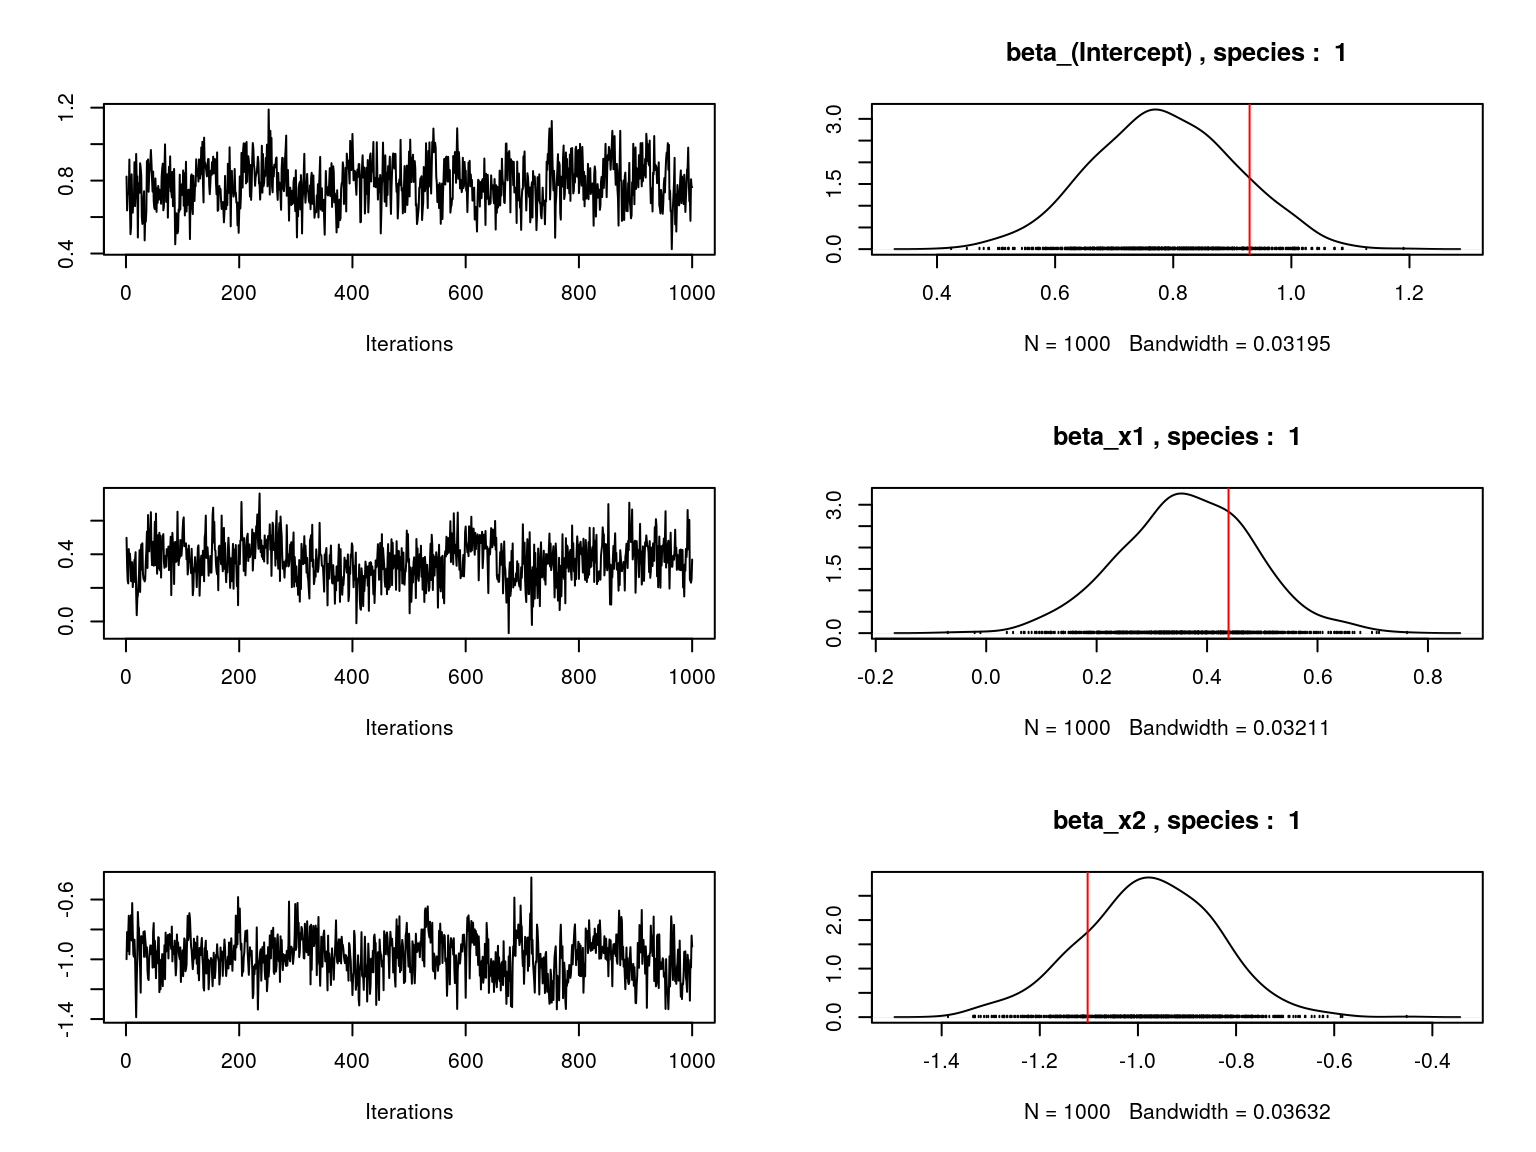 beta_(Intercept) , species :  1
0.4 0.8 1.2
0 200 400 600 800 1000
Iterations
0.0 1.5 3.0
0.4 0.6 0.8 1.0 1.2
N = 1000   Bandwidth = 0.03195
beta_x1 , species :  1
0.0 0.4
0 200 400 600 800 1000
Iterations
0.0 1.5 3.0
-0.2 0.0 0.2 0.4 0.6 0.8
N = 1000   Bandwidth = 0.03211
beta_x2 , species :  1
-1.4 -1.0 -0.6
0 200 400 600 800 1000
Iterations
0.0 1.0 2.0
-1.4 -1.2 -1.0 -0.8 -0.6 -0.4
N = 1000   Bandwidth = 0.03632